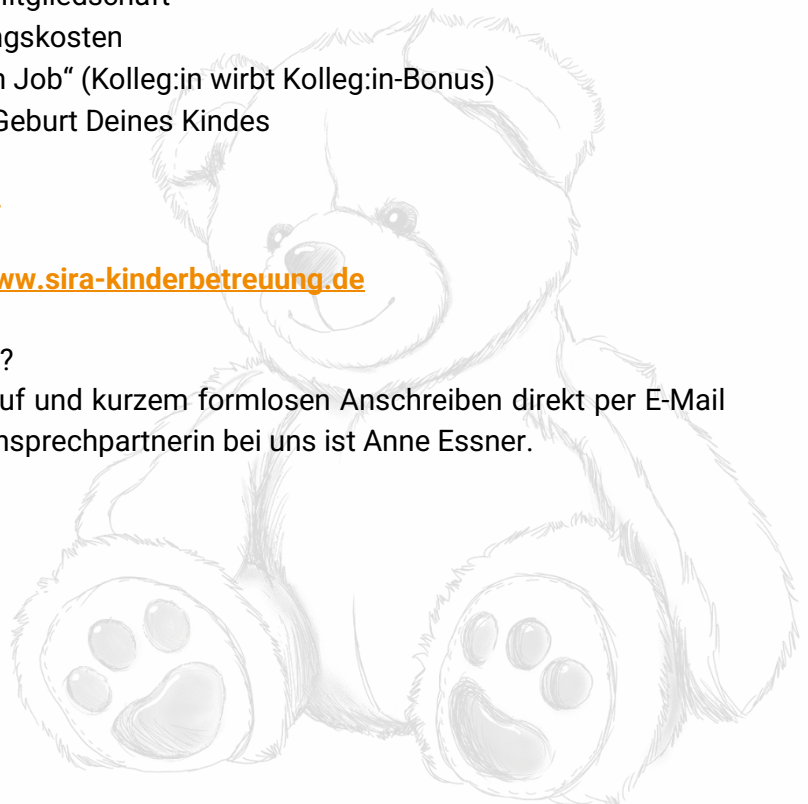 mitgliedschaft
ngskosten
n Job“ (Kolleg:in wirbt Kolleg:in-Bonus)
Geburt Deines Kindes
ww.sira-kinderbetreuung.de
?
uf und kurzem formlosen Anschreiben direkt per E-Mail
nsprechpartnerin bei uns ist Anne Essner.